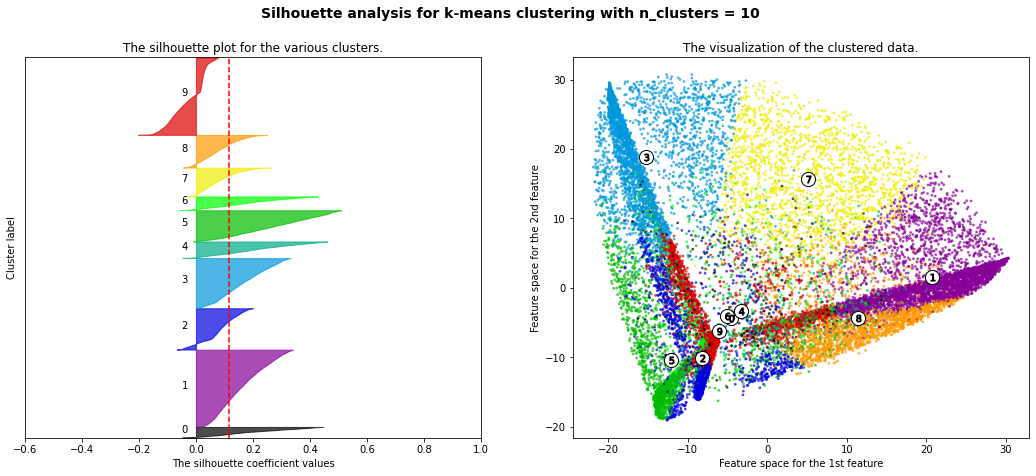 Silhouette analysis for k-means clustering with n_clusters = 10
The silhouette plot for the various clusters.
Cluster label
9
8
7
6
5
4
3
2
1
0
−0.6 −0.4 −0.2 0.0 0.2 0.4 0.6 0.8 1.0
The silhouette coefficient values
The visualization of the clustered data.
Feature space for the 2nd feature
30
20
10
0
−10
−20
3
7
1
6
4
0
8
9
5
2
−20 −10 0 10 20 30
Feature space for the 1st feature